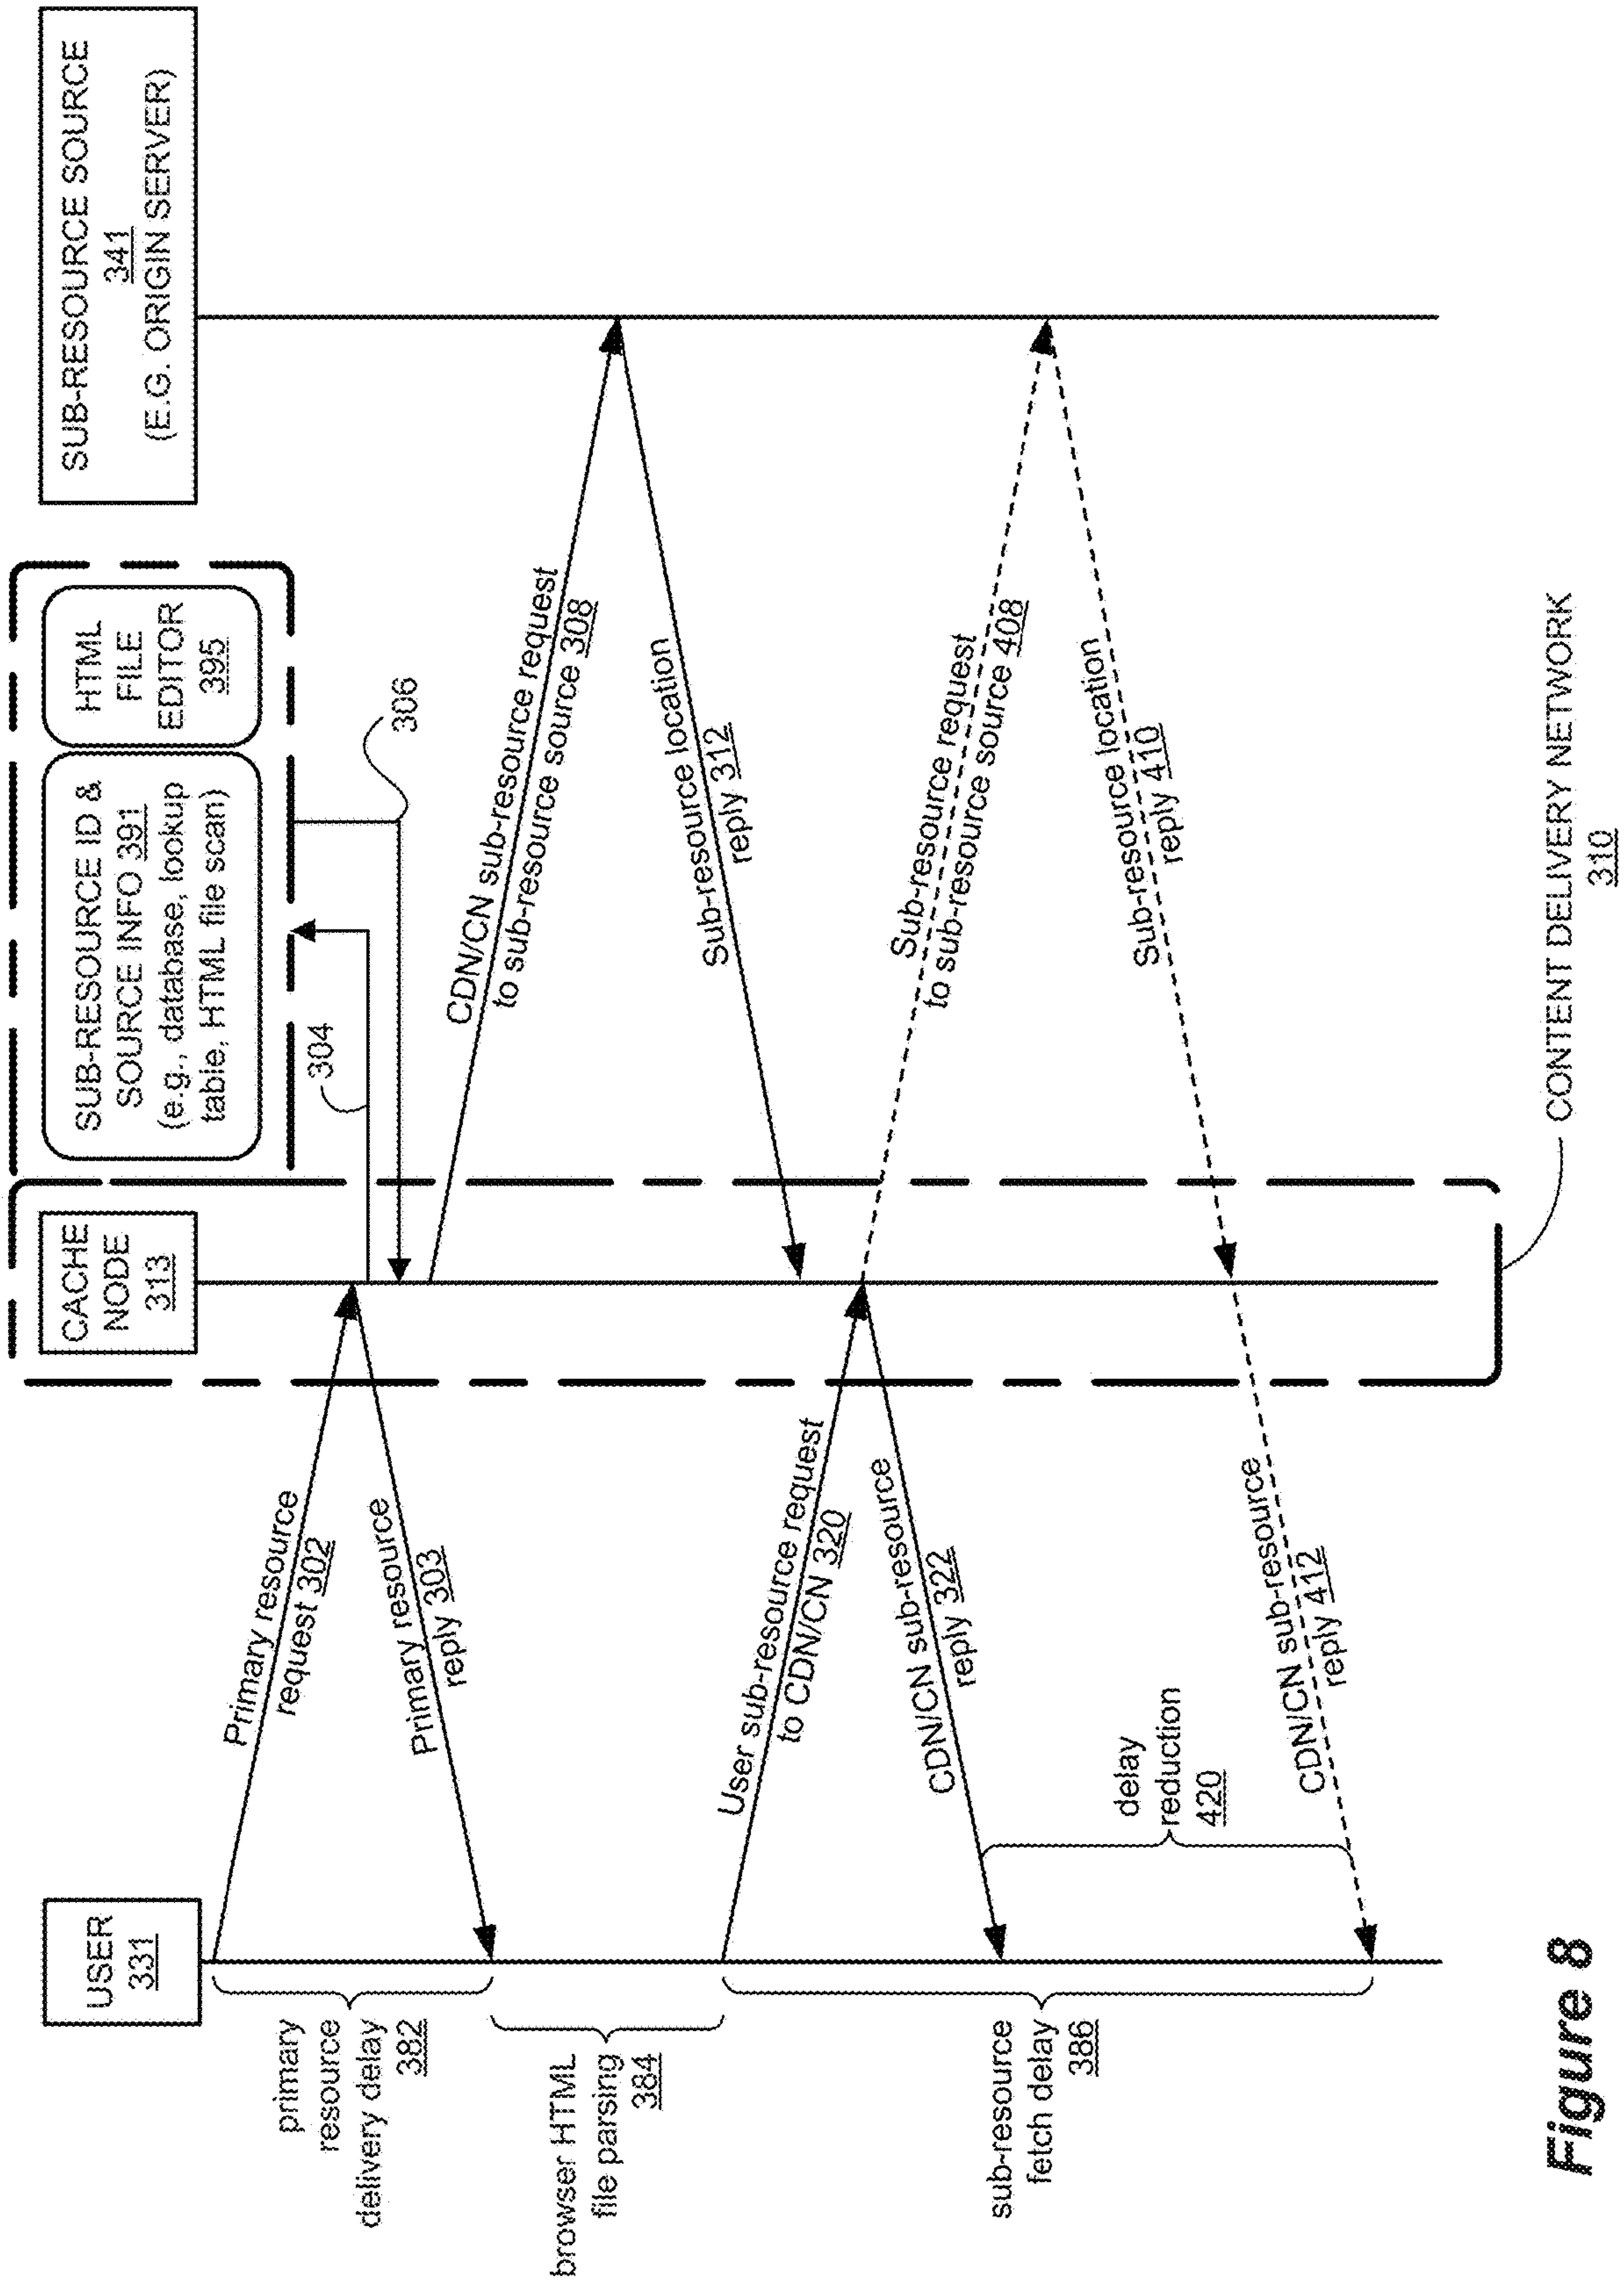 USER
331
CACHE
NODE
313
SUB-RESOURCE ID &
SOURCE INFO 391
(e.g., database, lookup
table, HTML file scan)
HTML
FILE
EDITOR
395
SUB-RESOURCE SOURCE
341
(E.G. ORIGIN SERVER)
primary
resource
delivery delay
382
Primary resource
request 302
Primary resource
reply 303
304
306
CDN/CN sub-resource request
to sub-resource source 308
Sub-resource location
reply 312
browser HTML
file parsing
384
User sub-resource request
to CDN/CN 320
CDN/CN sub-resource
reply 322
Sub-resource request
to sub-resource source 408
Sub-resource location
reply 410
sub-resource
fetch delay
386
delay
reduction
420
CDN/CN sub-resource
reply 412
CONTENT DELIVERY NETWORK
310
Figure 8